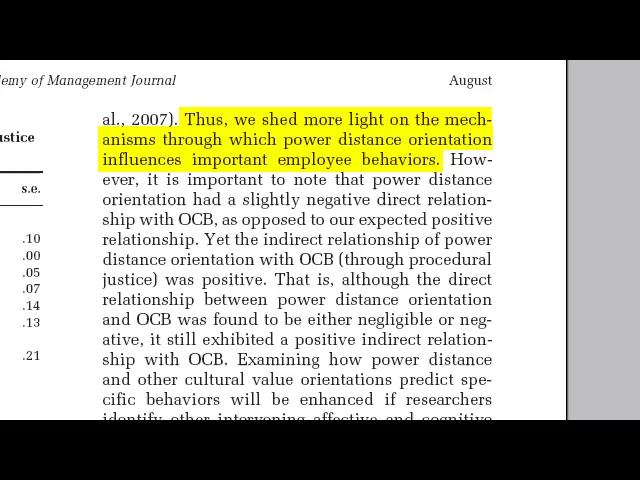 demy of Management Journal
August
ustice
s.e.
.10
.00
.05
.07
.14
.13
.21
al., 2007). Thus, we shed more light on the mech-
anisms through which power distance orientation
influences important employee behaviors. How-
ever, it is important to note that power distance
orientation had a slightly negative direct relation-
ship with OCB, as opposed to our expected positive
relationship. Yet the indirect relationship of power
distance orientation with OCB (through procedural
justice) was positive. That is, although the direct
relationship between power distance orientation
and OCB was found to be either negligible or neg-
ative, it still exhibited a positive indirect relation-
ship with OCB. Examining how power distance
and other cultural value orientations predict spe-
cific behaviors will be enhanced if researchers
identify other intervening affective and cognitive